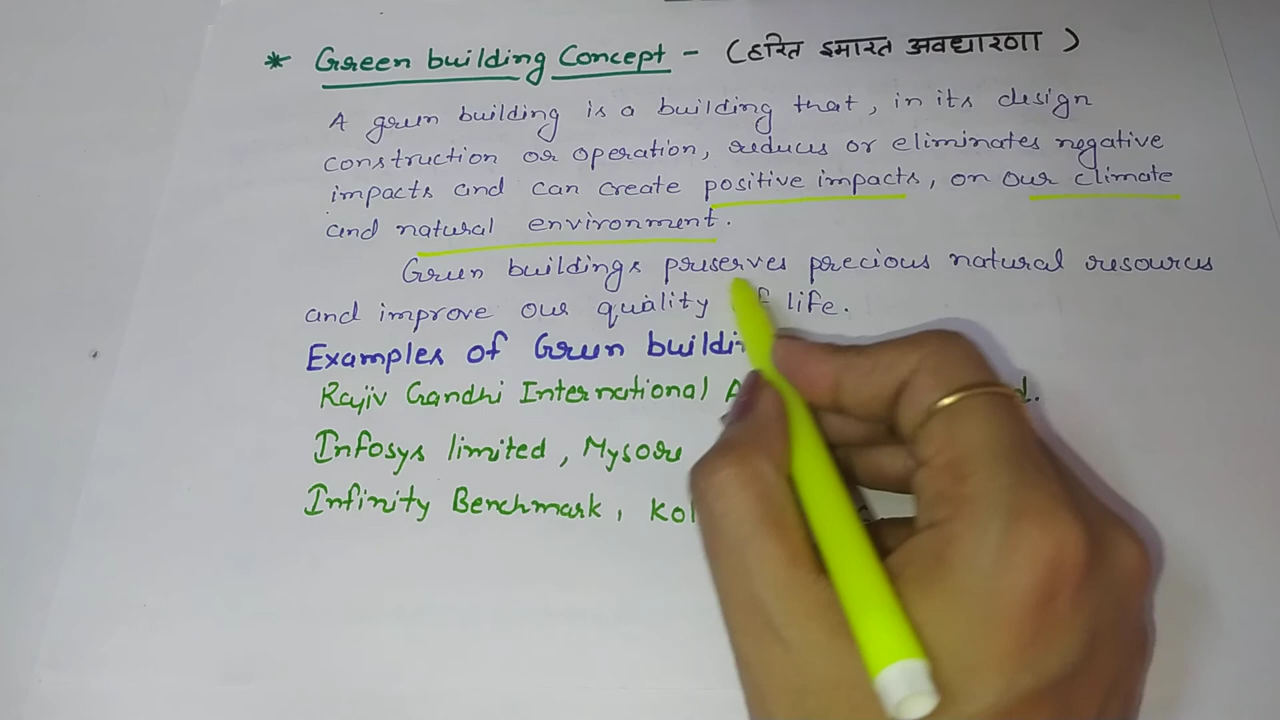 * Green building Concept - (हरित इमारत अवधारणा )
A green building is a building that, in its design
construction or operation, reduces or eliminates negative
impacts and can create positive impacts, on our climate
and natural environment.
Green buildings preserves precious natural resources
and improve our quality of life.
Examples of Green
Rajiv Gandhi International
Infosys limited, Mysore
Infinity Benchmark,